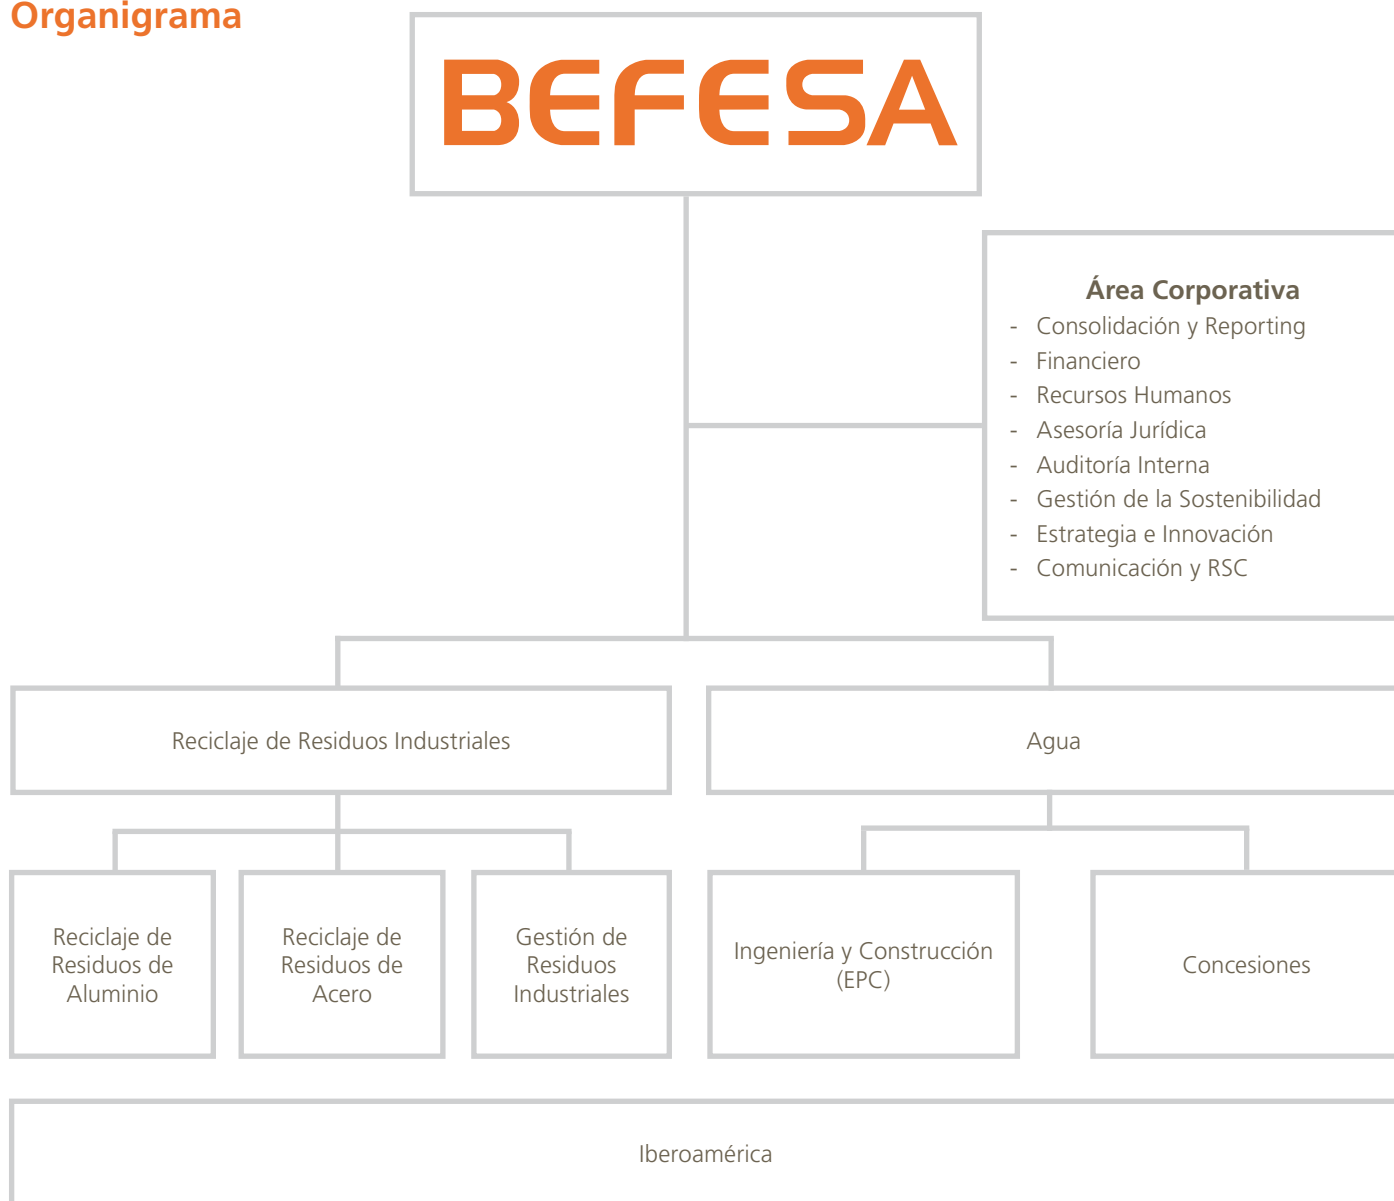 Organigrama
BEFESA
Área Corporativa
- Consolidación y Reporting
- Financiero
- Recursos Humanos
- Asesoría Jurídica
- Auditoría Interna
- Gestión de la Sostenibilidad
- Estrategia e Innovación
- Comunicación y RSC
Reciclaje de Residuos Industriales
Agua
Reciclaje de
Residuos de
Aluminio
Reciclaje de
Residuos de
Acero
Gestión de
Residuos
Industriales
Ingeniería y Construcción
(EPC)
Concesiones
Iberoamérica